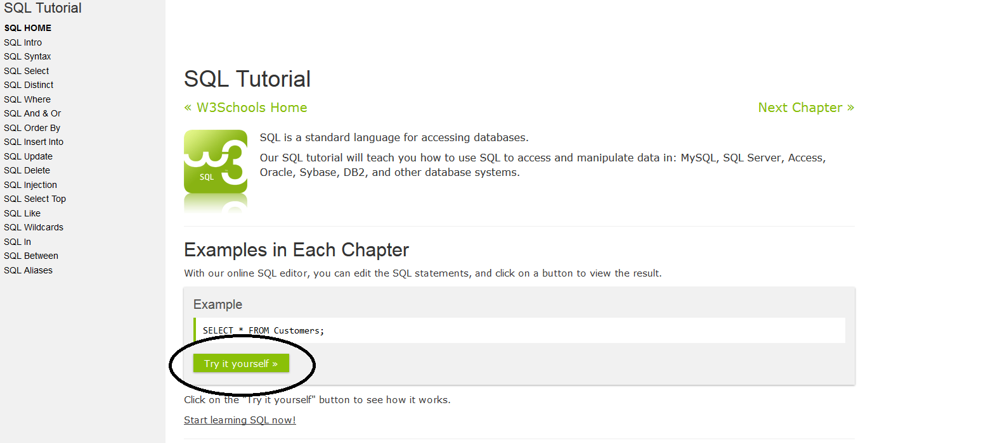 SQL Tutorial
SQL HOME
SQL Intro
SQL Syntax
SQL Select
SQL Distinct
SQL Where
SQL And & Or
SQL Order By
SQL Insert Into
SQL Update
SQL Delete
SQL Injection
SQL Select Top
SQL Like
SQL Wildcards
SQL In
SQL Between
SQL Aliases
SQL Tutorial
« W3Schools Home
Next Chapter »
w3
SQL
SQL is a standard language for accessing databases.
Our SQL tutorial will teach you how to use SQL to access and manipulate data in: MySQL, SQL Server, Access,
Oracle, Sybase, DB2, and other database systems.
Examples in Each Chapter
With our online SQL editor, you can edit the SQL statements, and click on a button to view the result.
Example
SELECT * FROM Customers;
Try it yourself »
Click on the "Try it yourself" button to see how it works.
Start learning SQL now!